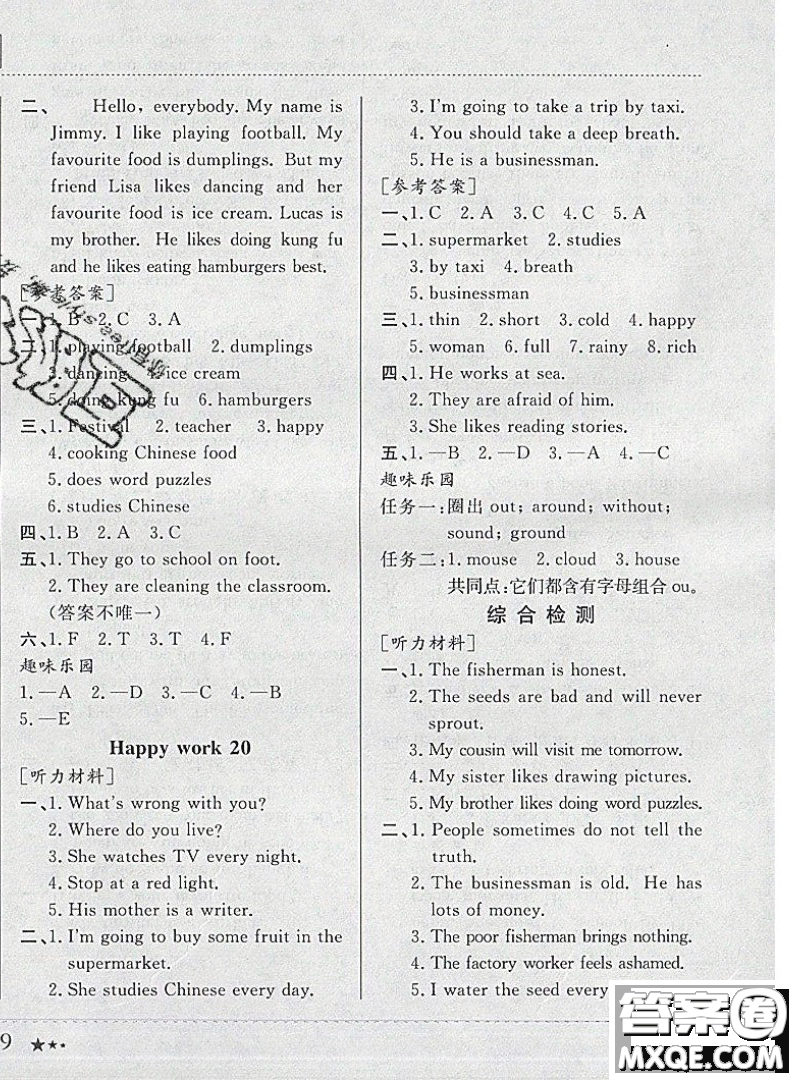 二、 Hello, everybody. My name is
Jimmy. I like playing football. My
favourite food is dumplings. But my
friend Lisa likes dancing and her
favourite food is ice cream. Lucas is
my brother. He likes doing kung fu
and he likes eating hamburgers best.
[参考答案]
一、1. B 2. C 3. A
二、1. playing football 2. dumplings
3. dancing 4. ice cream
5. doing kung fu 6. hamburgers
三、1. Festival 2. teacher 3. happy
4. cooking Chinese food
5. does word puzzles
6. studies Chinese
四、1. B 2. A 3. C
五、1. They go to school on foot.
2. They are cleaning the classroom.
(答案不唯一)
六、1. F 2. T 3. T 4. F
趣味乐园
1. —A 2. —D 3. —C 4. —B
5. —E
Happy work 20
[听力材料]
一、1. What's wrong with you?
2. Where do you live?
3. She watches TV every night.
4. Stop at a red light.
5. His mother is a writer.
二、1. I'm going to buy some fruit in the
supermarket.
2. She studies Chinese every day.
3. I'm going to take a trip by taxi.
4. You should take a deep breath.
5. He is a businessman.
[参考答案]
一、1. C 2. A 3. C 4. C 5. A
二、1. supermarket 2. studies
3. by taxi 4. breath
5. businessman
三、1. thin 2. short 3. cold 4. happy
5. woman 6. full 7. rainy 8. rich
四、1. He works at sea.
2. They are afraid of him.
3. She likes reading stories.
五、1. —B 2. —D 3. —A 4. —C
趣味乐园
任务一:圈出 out; around; without;
sound; ground
任务二:1. mouse 2. cloud 3. house
共同点:它们都含有字母组合 ou。
综合检测
[听力材料]
一、1. The fisherman is honest.
2. The seeds are bad and will never
sprout.
3. My cousin will visit me tomorrow.
4. My sister likes drawing pictures.
5. My brother likes doing word puzzles.
二、1. People sometimes do not tell the
truth.
2. The businessman is old. He has
lots of money.
3. The poor fisherman brings nothing.
4. The factory worker feels ashamed.
5. I water the seed every
9
答案圈
MXQE.COM